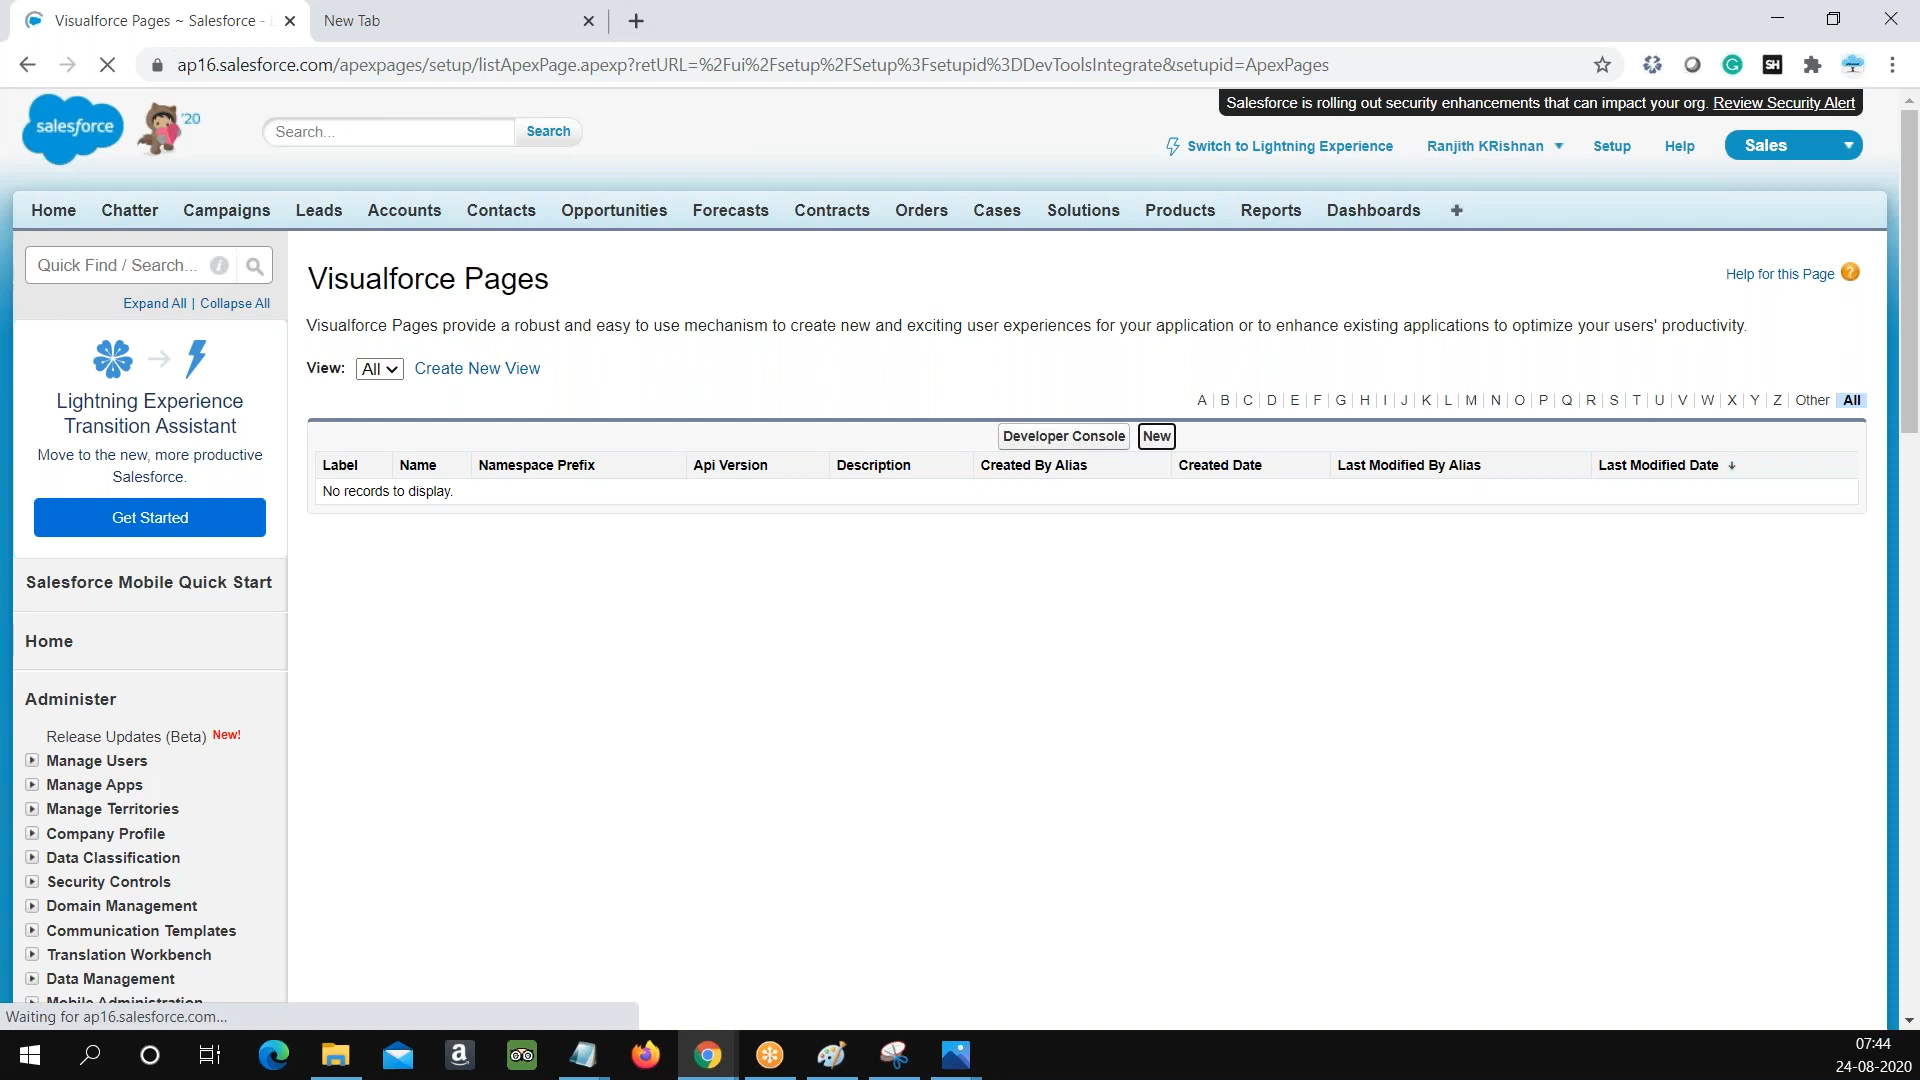 Visualforce Pages ~ Salesforce -
New Tab
ap16.salesforce.com/apexpages/setup/listApexPage.apexp?retURL=%2Fui%2Fsetup%2FSetup%3Fsetupid%3DDevToolsIntegrate&setupid=ApexPages
SH
Salesforce is rolling out security enhancements that can impact your org. Review Security Alert
salesforce
'20
Search...
Search
Switch to Lightning Experience
Ranjith KRishnan
Setup
Help
Sales
Home
Chatter
Campaigns
Leads
Accounts
Contacts
Opportunities
Forecasts
Contracts
Orders
Cases
Solutions
Products
Reports
Dashboards
Quick Find / Search...
Expand All | Collapse All
Lightning Experience
Transition Assistant
Move to the new, more productive
Salesforce.
Get Started
Salesforce Mobile Quick Start
Home
Administer
Release Updates (Beta) New!
Manage Users
Manage Apps
Manage Territories
Company Profile
Data Classification
Security Controls
Domain Management
Communication Templates
Translation Workbench
Data Management
Mobile Administration
Visualforce Pages
Help for this Page
Visualforce Pages provide a robust and easy to use mechanism to create new and exciting user experiences for your application or to enhance existing applications to optimize your users' productivity.
View: All Create New View
A | B | C | D | E | F | G | H | I | J | K | L | M | N | O | P | Q | R | S | T | U | V | W | X | Y | Z | Other All
Developer Console
New
Label
Name
Namespace Prefix
Api Version
Description
Created By Alias
Created Date
Last Modified By Alias
Last Modified Date
No records to display.
Waiting for ap16.salesforce.com...
07:44
24-08-2020